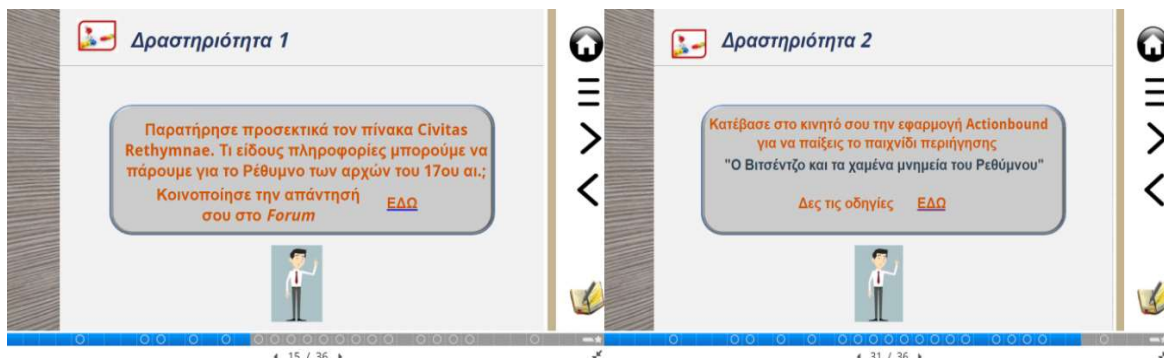 Δραστηριότητα 1
Παρατήρησε προσεκτικά τον πίνακα Civitas
Rethymnae. Τι είδους πληροφορίες μπορούμε να
πάρουμε για το Ρέθυμνο των αρχών του 17ου αι.;
Κοινοποίησε την απάντησή
σου στο Forum
ΕΔΩ
15 / 36
Δραστηριότητα 2
Κατέβασε στο κινητό σου την εφαρμογή Actionbound
για να παίξεις το παιχνίδι περιήγησης
"Ο Βιτσέντζο και τα χαμένα μνημεία του Ρεθύμνου"
Δες τις οδηγίες ΕΔΩ
31 / 36